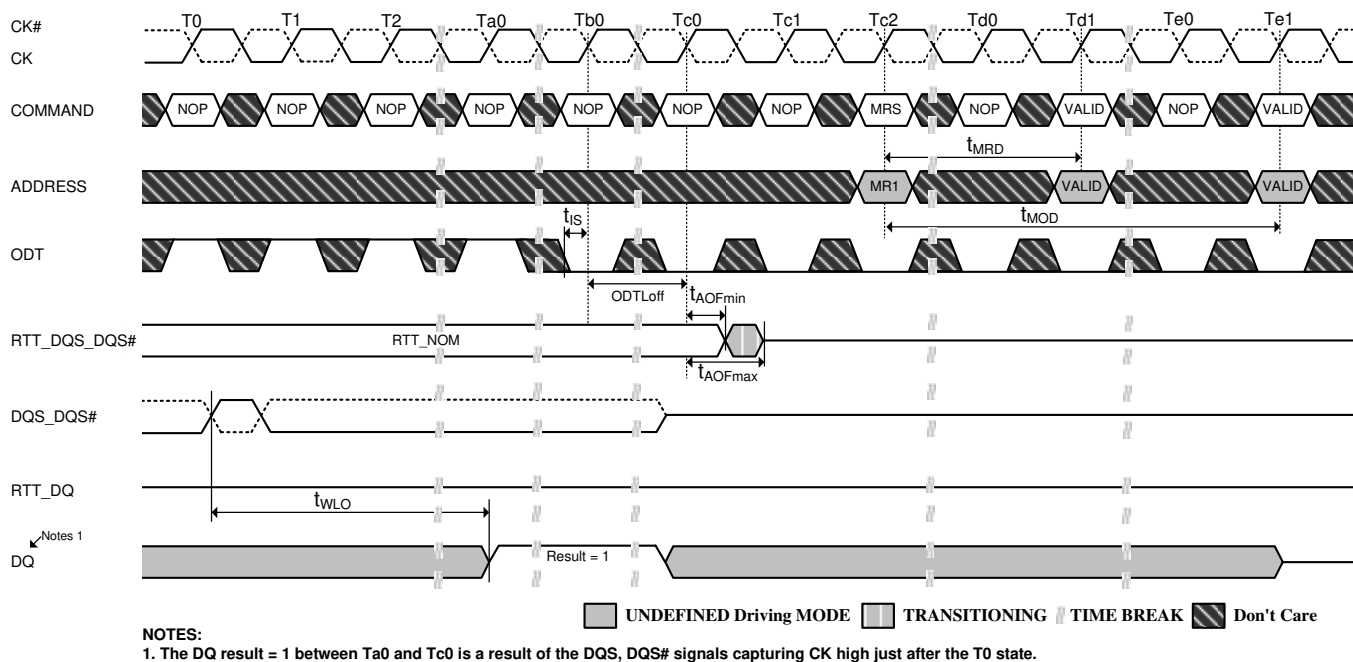 T0 T1 T2 Ta0 Tb0 Tc0 Tc1 Tc2 Td0 Td1 Te0 Te1
CK#
CK
COMMAND NOP NOP NOP NOP NOP NOP NOP MRS NOP VALID NOP VALID
tMRD
ADDRESS MR1 VALID VALID
tIS tMOD
ODT
ODTLoff tAOFmin
RTT_DQS_DQS# RTT_NOM
tAOFmax
DQS_DQS#
RTT_DQ
tWLO
Notes 1
DQ Result = 1
UNDEFINED Driving MODE TRANSITIONING TIME BREAK Don't Care
NOTES:
1. The DQ result = 1 between Ta0 and Tc0 is a result of the DQS, DQS# signals capturing CK high just after the T0 state.